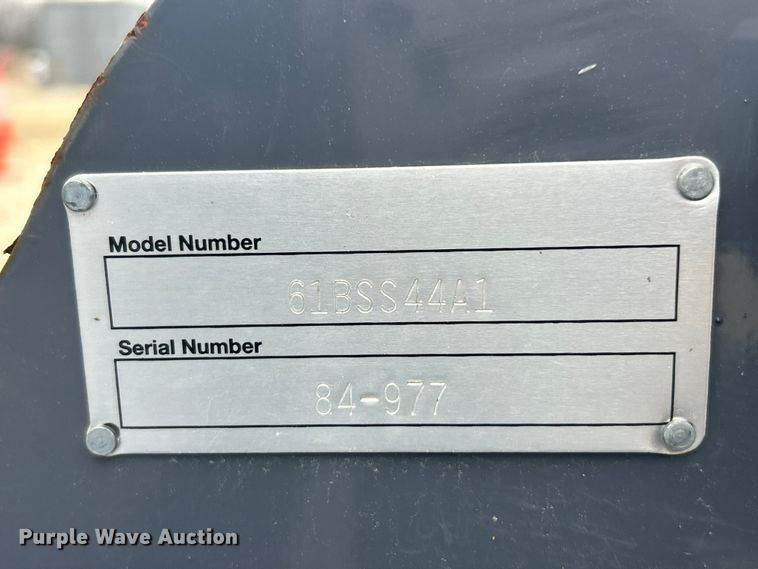 Model Number
61BSS44A1
Serial Number
84-977
Purple Wave Auction